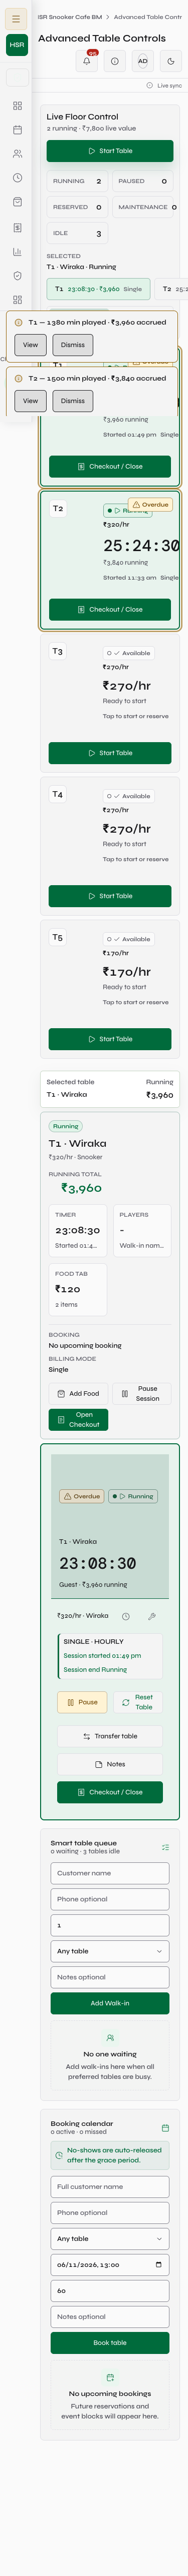 HSR
ISR Snooker Cafe BM > Advanced Table Contr
Advanced Table Controls
95
AD
Live sync
Live Floor Control
2 running · ₹7,800 live value
Start Table
RUNNING 2
PAUSED 0
RESERVED 0
MAINTENANCE 0
IDLE 3
SELECTED
T1 · Wiraka · Running
T1 23:08:30 · ₹3,960 Single
T2 25:2
T1 — 1380 min played · ₹3,960 accrued
View
Dismiss
T2 — 1500 min played · ₹3,840 accrued
View
Dismiss
₹3,960 running
Started 01:49 pm Single
Checkout / Close
T2
Overdue
Running
₹320/hr
25:24:30
₹3,840 running
Started 11:33 am Single
Checkout / Close
T3
Available
₹270/hr
₹270/hr
Ready to start
Tap to start or reserve
Start Table
T4
Available
₹270/hr
₹270/hr
Ready to start
Tap to start or reserve
Start Table
T5
Available
₹170/hr
₹170/hr
Ready to start
Tap to start or reserve
Start Table
Selected table
Running
T1 · Wiraka
₹3,960
Running
T1 · Wiraka
₹320/hr · Snooker
RUNNING TOTAL
₹3,960
TIMER
23:08:30
Started 01:4...
PLAYERS
-
Walk-in nam...
FOOD TAB
₹120
2 items
BOOKING
No upcoming booking
BILLING MODE
Single
Add Food
Pause
Session
Open
Checkout
Overdue
Running
T1 · Wiraka
23:08:30
Guest · ₹3,960 running
₹320/hr · Wiraka
SINGLE · HOURLY
Session started 01:49 pm
Session end Running
Pause
Reset
Table
Transfer table
Notes
Checkout / Close
Smart table queue
0 waiting · 3 tables idle
Customer name
Phone optional
1
Any table
Notes optional
Add Walk-in
No one waiting
Add walk-ins here when all
preferred tables are busy.
Booking calendar
0 active · 0 missed
No-shows are auto-released
after the grace period.
Full customer name
Phone optional
Any table
06/11/2026, 13:00
60
Notes optional
Book table
No upcoming bookings
Future reservations and
event blocks will appear here.